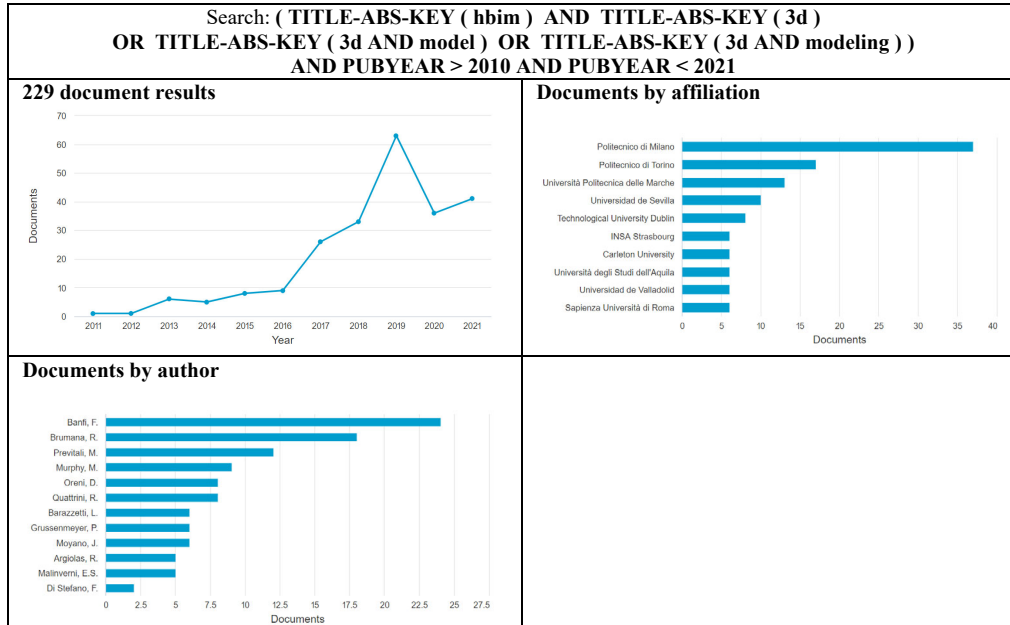 Search: ( TITLE-ABS-KEY ( hbim ) AND TITLE-ABS-KEY ( 3d )
OR TITLE-ABS-KEY ( 3d AND model ) OR TITLE-ABS-KEY ( 3d AND modeling ) )
AND PUBYEAR > 2010 AND PUBYEAR < 2021
229 document results
70
60
50
40
30
20
10
0
Documents
2011 2012 2013 2014 2015 2016 2017 2018 2019 2020 2021
Year
Documents by affiliation
Politecnico di Milano
Politecnico di Torino
Università Politecnica delle Marche
Universidad de Sevilla
Technological University Dublin
INSA Strasbourg
Carleton University
Università degli Studi dell'Aquila
Universidad de Valladolid
Sapienza Università di Roma
0 5 10 15 20 25 30 35 40
Documents
Documents by author
Banfi, F.
Brumana, R.
Previtali, M.
Murphy, M.
Oreni, D.
Quattrini, R.
Barazzetti, L.
Grussenmeyer, P.
Moyano, J.
Argiolas, R.
Malinverni, E.S.
Di Stefano, F.
0 2.5 5 7.5 10 12.5 15 17.5 20 22.5 25 27.5
Documents